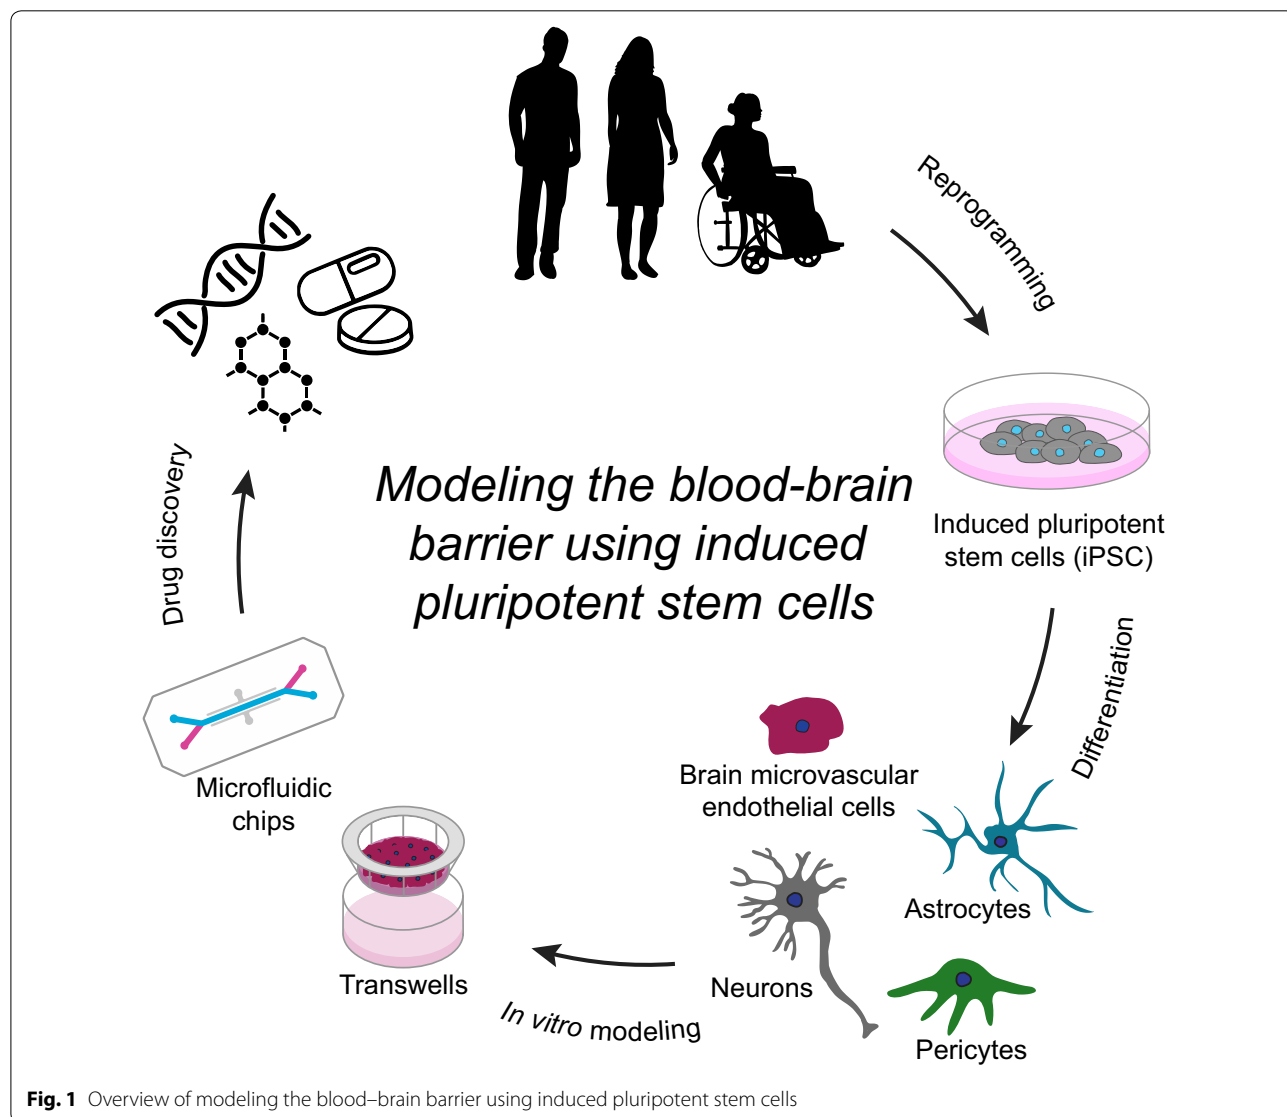 Reprogramming
Induced pluripotent
stem cells (iPSC)
Differentiation
Brain microvascular
endothelial cells
Astrocytes
Neurons
Pericytes
In vitro modeling
Transwells
Microfluidic
chips
Drug discovery
Modeling the blood-brain
barrier using induced
pluripotent stem cells
Fig. 1 Overview of modeling the blood–brain barrier using induced pluripotent stem cells